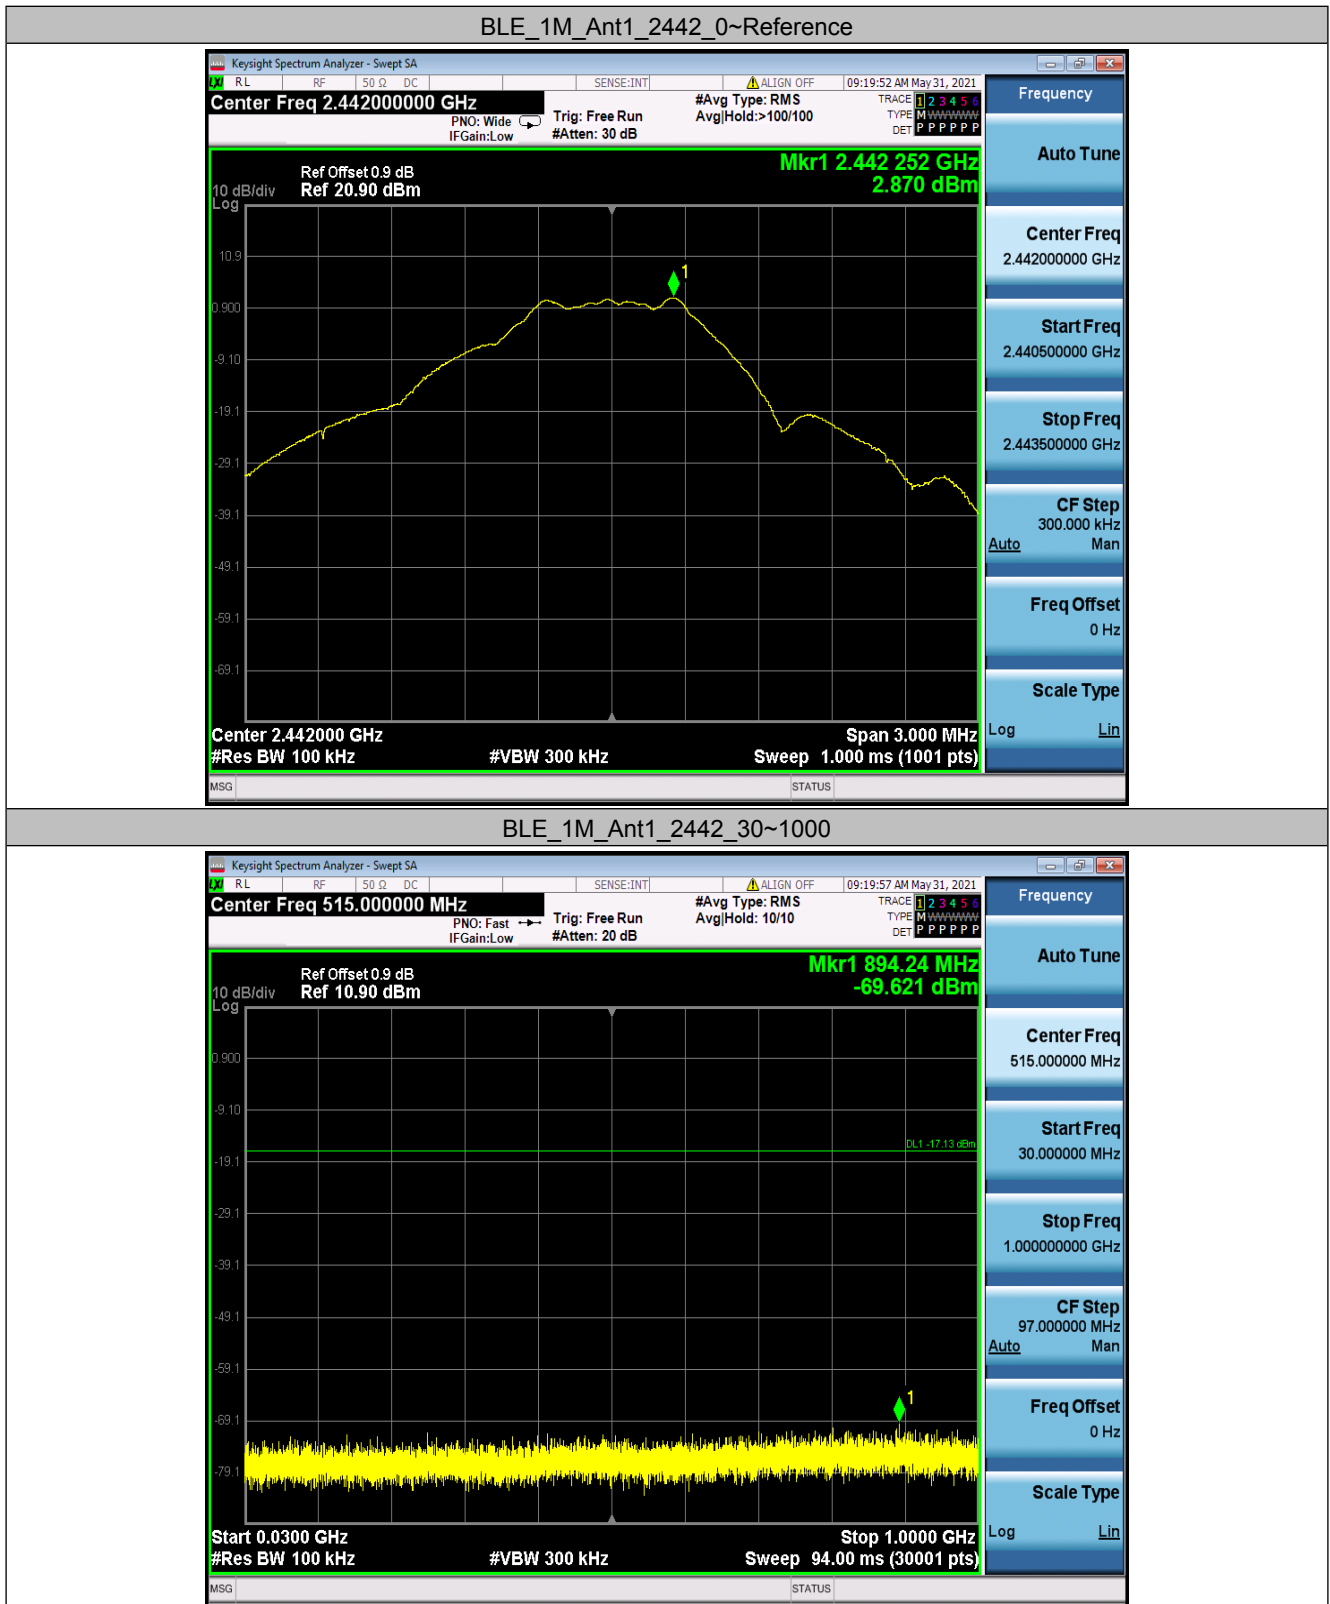 BLE_1M_Ant1_2442_0~Reference
Keysight Spectrum Analyzer - Swept SA
LXI RL RF 50 Ω DC SENSE:INT ALIGN OFF 09:19:52 AM May 31, 2021
Center Freq 2.442000000 GHz
PNO: Wide
IFGain:Low
Trig: Free Run
#Atten: 30 dB
#Avg Type: RMS
Avg|Hold:>100/100
TRACE 1 2 3 4 5 6
TYPE M WWWWW
DET P P P P P P
Mkr1 2.442 252 GHz
2.870 dBm
Ref Offset 0.9 dB
10 dB/div Ref 20.90 dBm
Log
10.9
0.900
-9.10
-19.1
-29.1
-39.1
-49.1
-59.1
-69.1
1
Center 2.442000 GHz Span 3.000 MHz
#Res BW 100 kHz #VBW 300 kHz Sweep 1.000 ms (1001 pts)
MSG STATUS
Frequency
Auto Tune
Center Freq
2.442000000 GHz
Start Freq
2.440500000 GHz
Stop Freq
2.443500000 GHz
CF Step
300.000 kHz
Auto Man
Freq Offset
0 Hz
Scale Type
Log Lin
BLE_1M_Ant1_2442_30~1000
Keysight Spectrum Analyzer - Swept SA
LXI RL RF 50 Ω DC SENSE:INT ALIGN OFF 09:19:57 AM May 31, 2021
Center Freq 515.000000 MHz
PNO: Fast
IFGain:Low
Trig: Free Run
#Atten: 20 dB
#Avg Type: RMS
Avg|Hold: 10/10
TRACE 1 2 3 4 5 6
TYPE M WWWWW
DET P P P P P P
Mkr1 894.24 MHz
-69.621 dBm
Ref Offset 0.9 dB
10 dB/div Ref 10.90 dBm
Log
0.900
-9.10
-19.1
-29.1
-39.1
-49.1
-59.1
-69.1
-79.1
DL1 -17.13 dBm
1
Start 0.0300 GHz Stop 1.0000 GHz
#Res BW 100 kHz #VBW 300 kHz Sweep 94.00 ms (30001 pts)
MSG STATUS
Frequency
Auto Tune
Center Freq
515.000000 MHz
Start Freq
30.000000 MHz
Stop Freq
1.000000000 GHz
CF Step
97.000000 MHz
Auto Man
Freq Offset
0 Hz
Scale Type
Log Lin